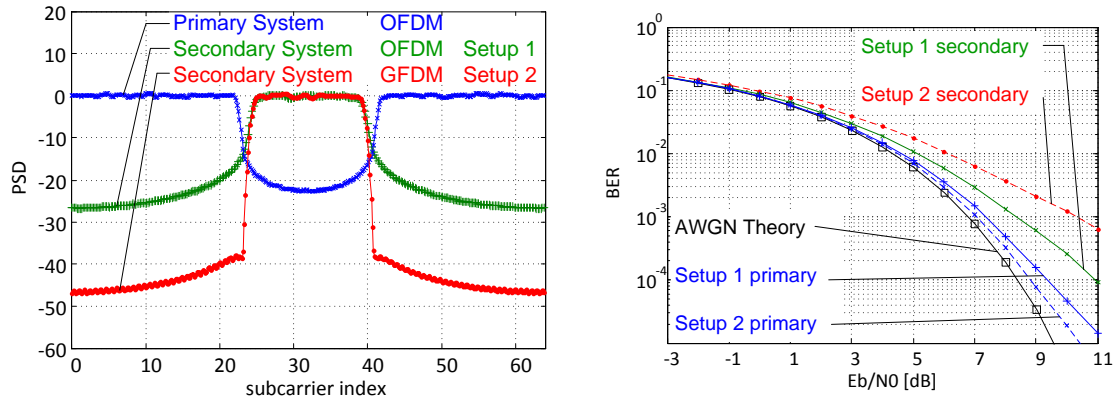 Primary System OFDM
Secondary System OFDM Setup 1
Secondary System GFDM Setup 2
20
10
0
-10
-20
-30
-40
-50
-60
PSD
0 10 20 30 40 50 60
subcarrier index
10^0
10^-1
10^-2
10^-3
10^-4
BER
Setup 1 secondary
Setup 2 secondary
AWGN Theory
Setup 1 primary
Setup 2 primary
-3 -1 1 3 5 7 9 11
Eb/N0 [dB]